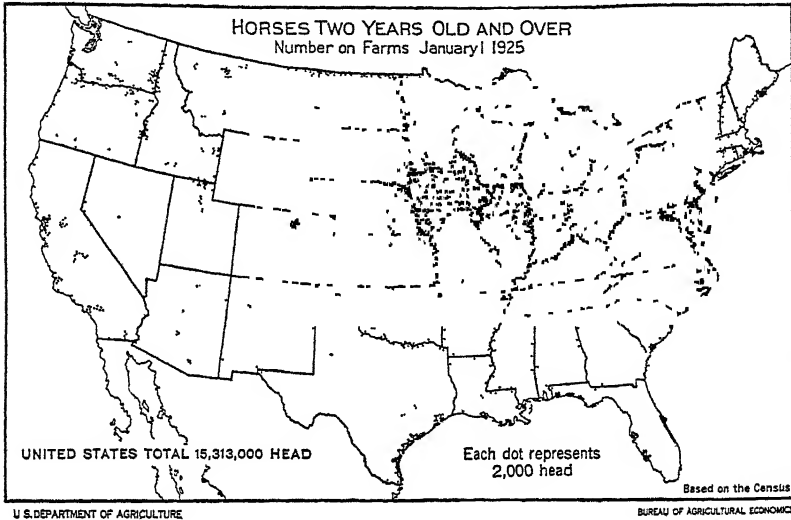 HORSES TWO YEARS OLD AND OVER
Number on Farms January 1 1925
UNITED STATES TOTAL 15,313,000 HEAD
Each dot represents
2,000 head
Based on the Census
U S. DEPARTMENT OF AGRICULTURE
BUREAU OF AGRICULTURAL ECONOMICS